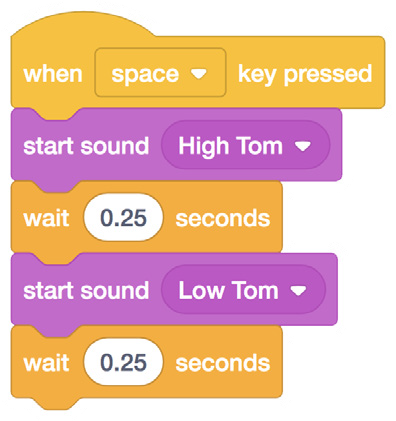 when space key pressed
start sound High Tom
wait 0.25 seconds
start sound Low Tom
wait 0.25 seconds